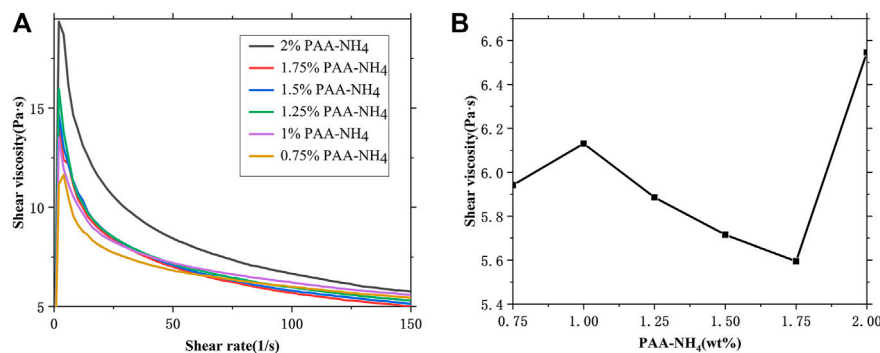 A
Shear viscosity(Pa·s)
15
10
5
2% PAA-NH4
1.75% PAA-NH4
1.5% PAA-NH4
1.25% PAA-NH4
1% PAA-NH4
0.75% PAA-NH4
0
50
100
150
Shear rate(1/s)
B
Shear viscosity(Pa·s)
6.6
6.4
6.2
6.0
5.8
5.6
5.4
0.75
1.00
1.25
1.50
1.75
2.00
PAA-NH₄(wt%)